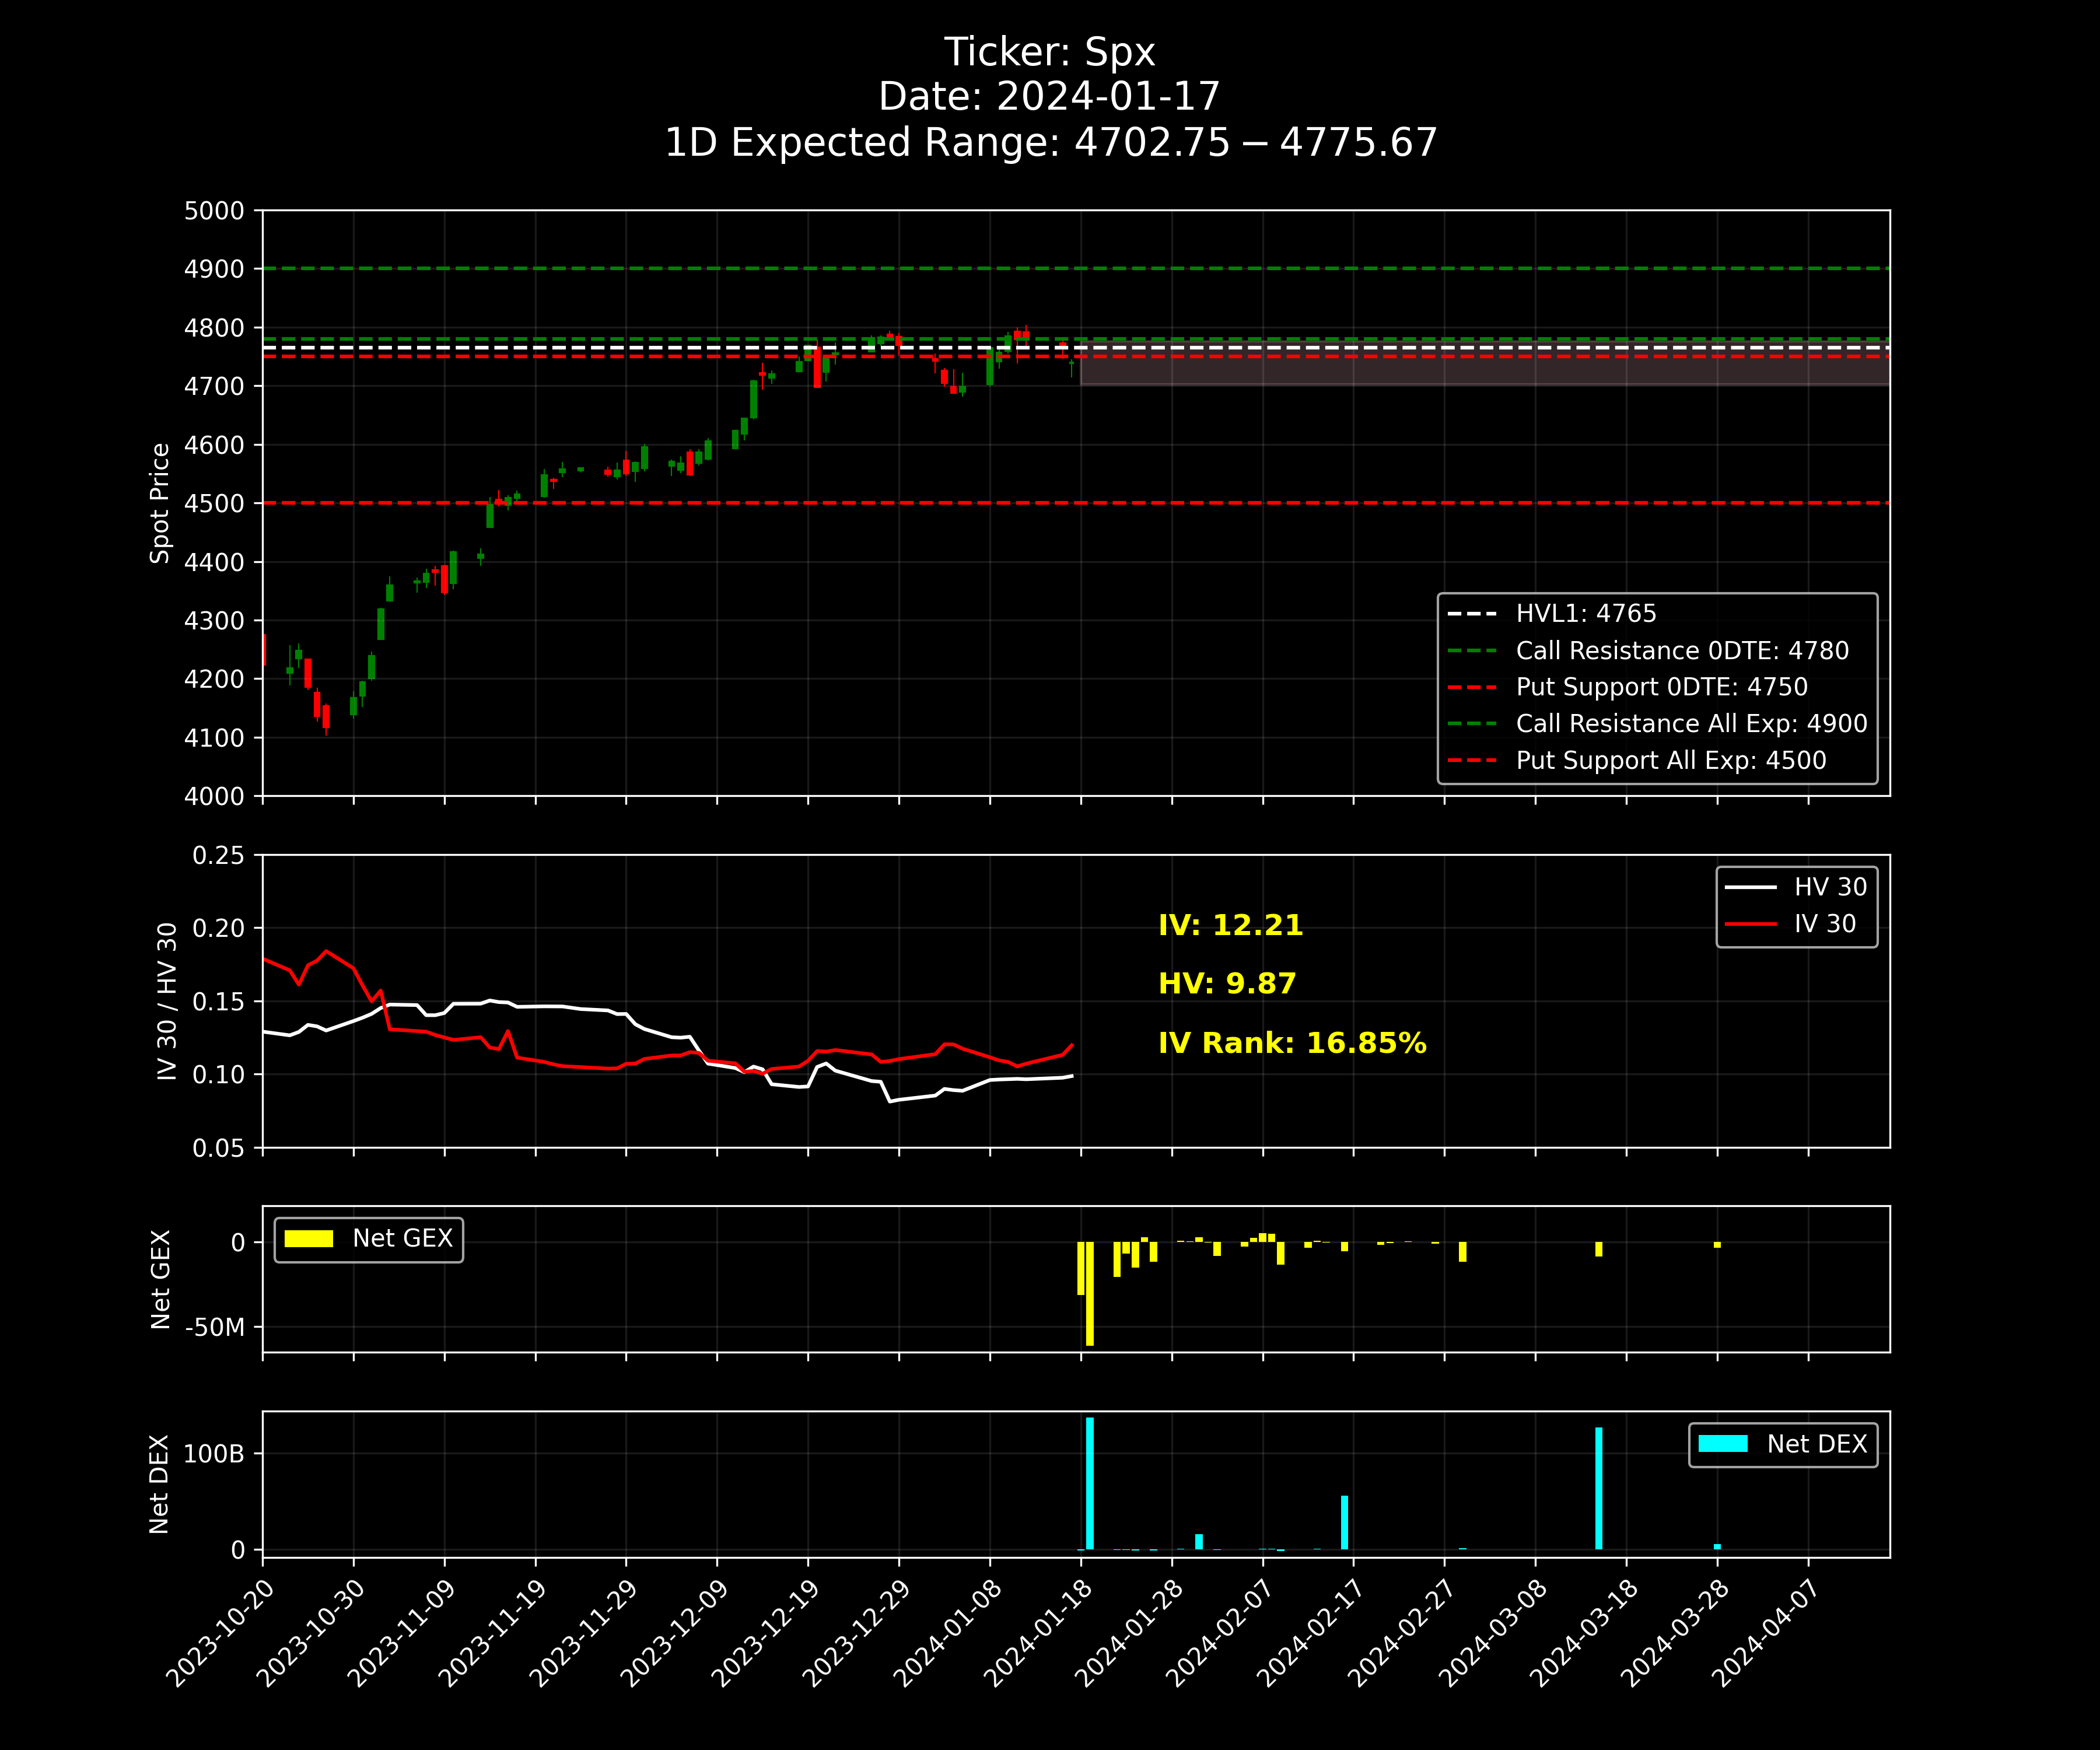 Ticker: Spx
Date: 2024-01-17
1D Expected Range: 4702.75 − 4775.67
5000
4900
4800
4700
4600
4500
4400
4300
4200
4100
4000
Spot Price
HVL1: 4765
Call Resistance 0DTE: 4780
Put Support 0DTE: 4750
Call Resistance All Exp: 4900
Put Support All Exp: 4500
0.25
0.20
0.15
0.10
0.05
IV 30 / HV 30
IV: 12.21
HV: 9.87
IV Rank: 16.85%
HV 30
IV 30
0
-50M
Net GEX
Net GEX
100B
0
Net DEX
Net DEX
2023-10-20
2023-10-30
2023-11-09
2023-11-19
2023-11-29
2023-12-09
2023-12-19
2023-12-29
2024-01-08
2024-01-18
2024-01-28
2024-02-07
2024-02-17
2024-02-27
2024-03-08
2024-03-18
2024-03-28
2024-04-07